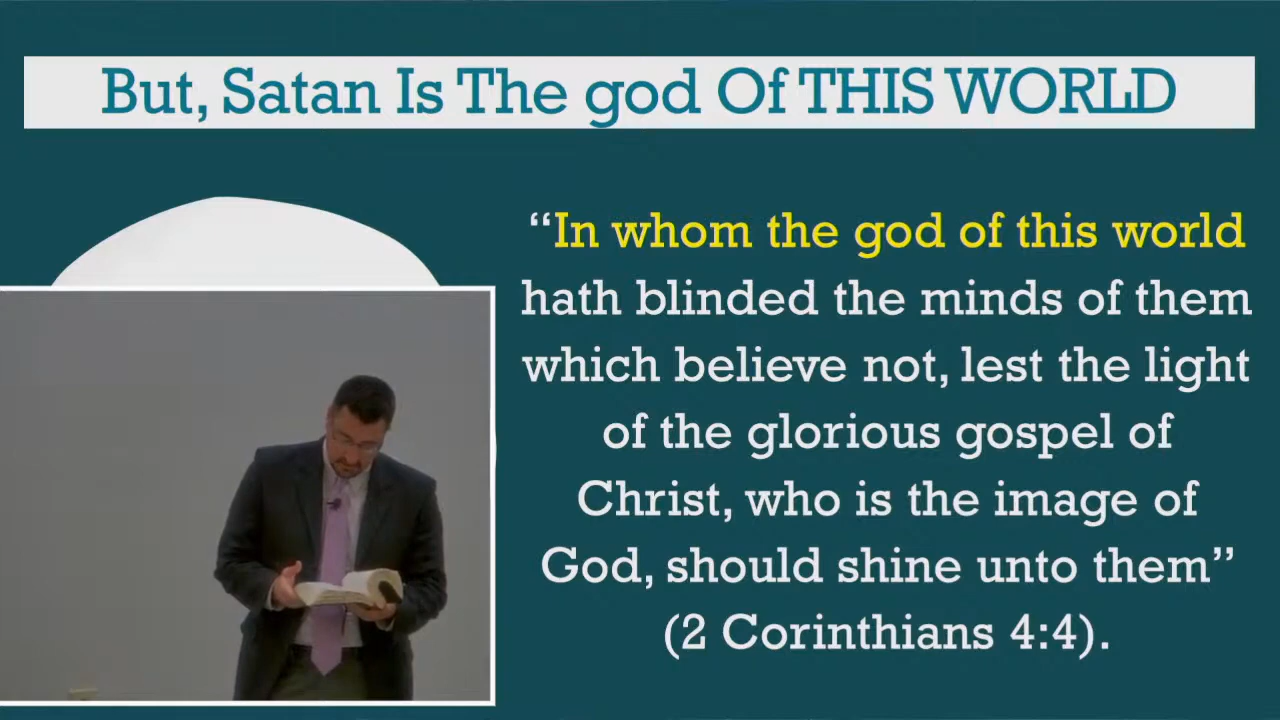 But, Satan Is The god Of THIS WORLD
“In whom the god of this world
hath blinded the minds of them
which believe not, lest the light
of the glorious gospel of
Christ, who is the image of
God, should shine unto them”
(2 Corinthians 4:4).